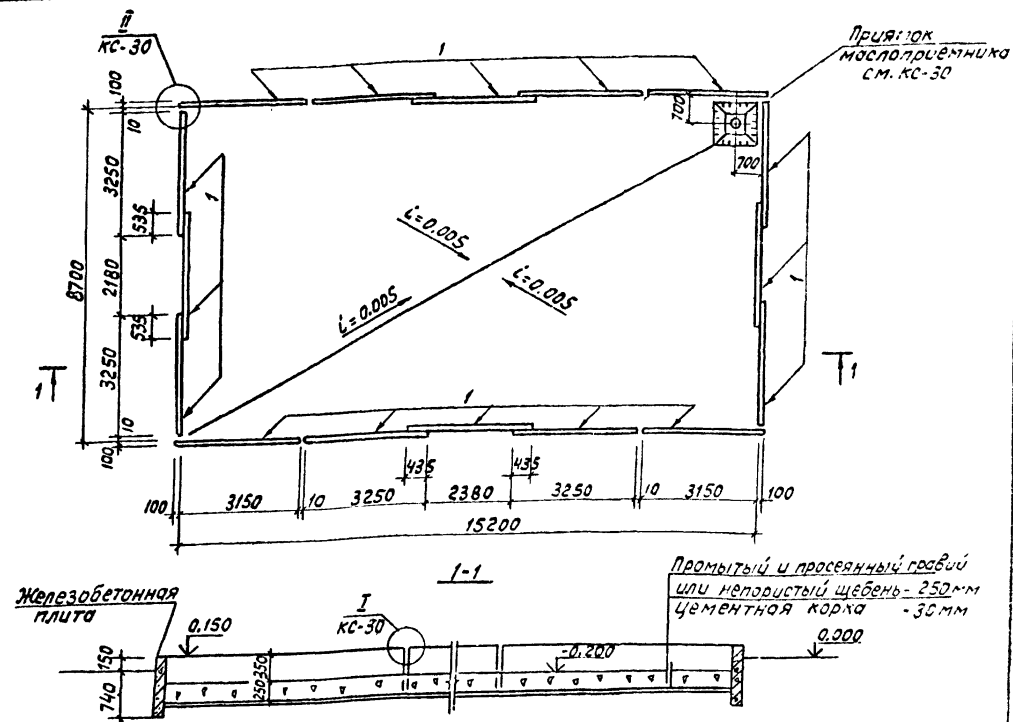 II
КС-30
1
Приямок
маслоприемника
см. КС-30
100
10
3250
535
2180
535
3250
10
100
8700
1
700
700
1
i=0.005
i=0.005
i=0.005
1
1
1
435
435
100
3150
10
3250
2380
3250
10
3150
100
15200
1-1
Железобетонная
плита
0,150
I
КС-30
Промытый и просеянный гравий
или непористый щебень - 250мм
цементная корка - 30мм
-0,200
0,000
150
740
350
250